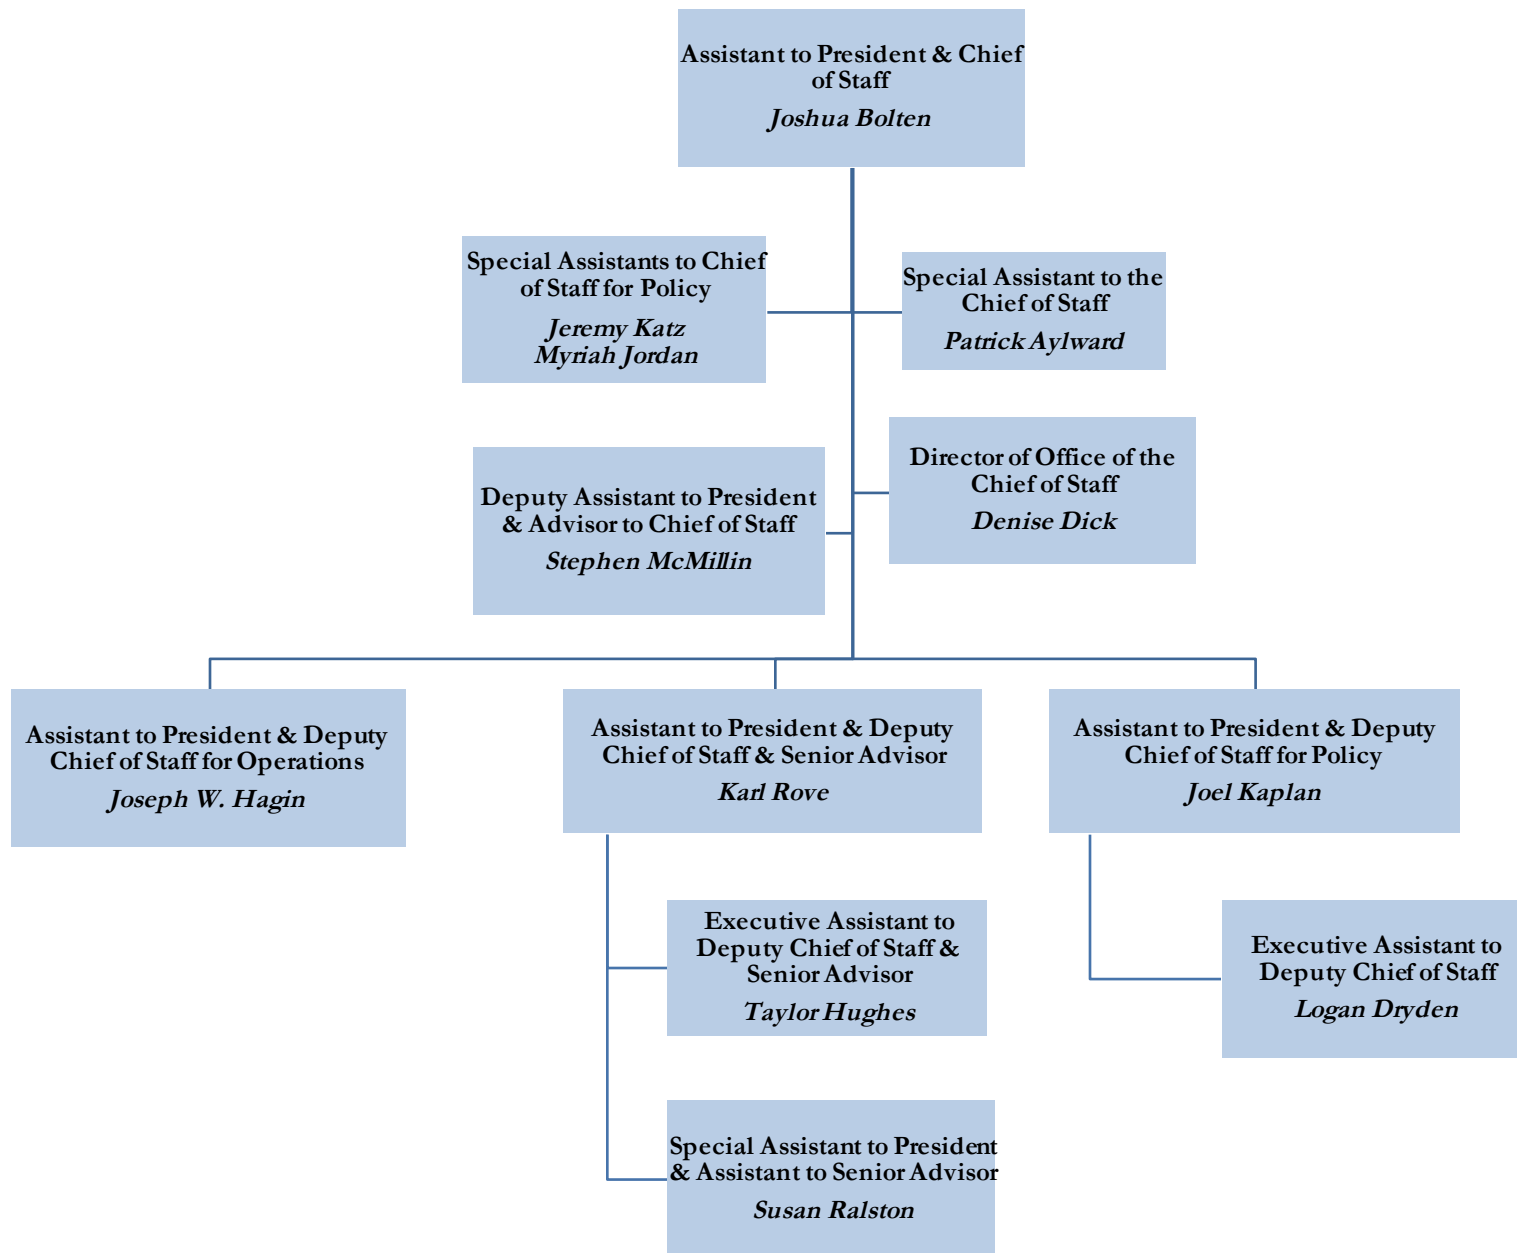 Assistant to President & Chief
of Staff
Joshua Bolten
Special Assistants to Chief
of Staff for Policy
Jeremy Katz
Myriah Jordan
Special Assistant to the
Chief of Staff
Patrick Aylward
Deputy Assistant to President
& Advisor to Chief of Staff
Stephen McMillin
Director of Office of the
Chief of Staff
Denise Dick
Assistant to President & Deputy
Chief of Staff for Operations
Joseph W. Hagin
Assistant to President & Deputy
Chief of Staff & Senior Advisor
Karl Rove
Assistant to President & Deputy
Chief of Staff for Policy
Joel Kaplan
Executive Assistant to
Deputy Chief of Staff &
Senior Advisor
Taylor Hughes
Executive Assistant to
Deputy Chief of Staff
Logan Dryden
Special Assistant to President
& Assistant to Senior Advisor
Susan Ralston